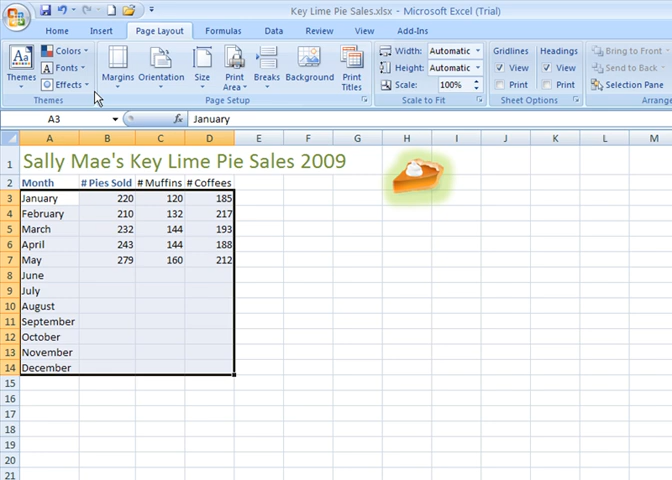 Key Lime Pie Sales.xlsx - Microsoft Excel (Trial)
Home Insert Page Layout Formulas Data Review View Add-Ins
Themes Colors Fonts Effects Margins Orientation Size Print Area Breaks Background Print Titles Width: Automatic Height: Automatic Scale: 100% Gridlines View Print Headings View Print Bring to Front Send to Back Selection Pane
Themes Page Setup Scale to Fit Sheet Options Arrang
A3 fx January
A B C D E F G H I J K L M
1 Sally Mae's Key Lime Pie Sales 2009
2 Month # Pies Sold # Muffins # Coffees
3 January 220 120 185
4 February 210 132 217
5 March 232 144 193
6 April 243 144 188
7 May 279 160 212
8 June
9 July
10 August
11 September
12 October
13 November
14 December
15
16
17
18
19
20
21